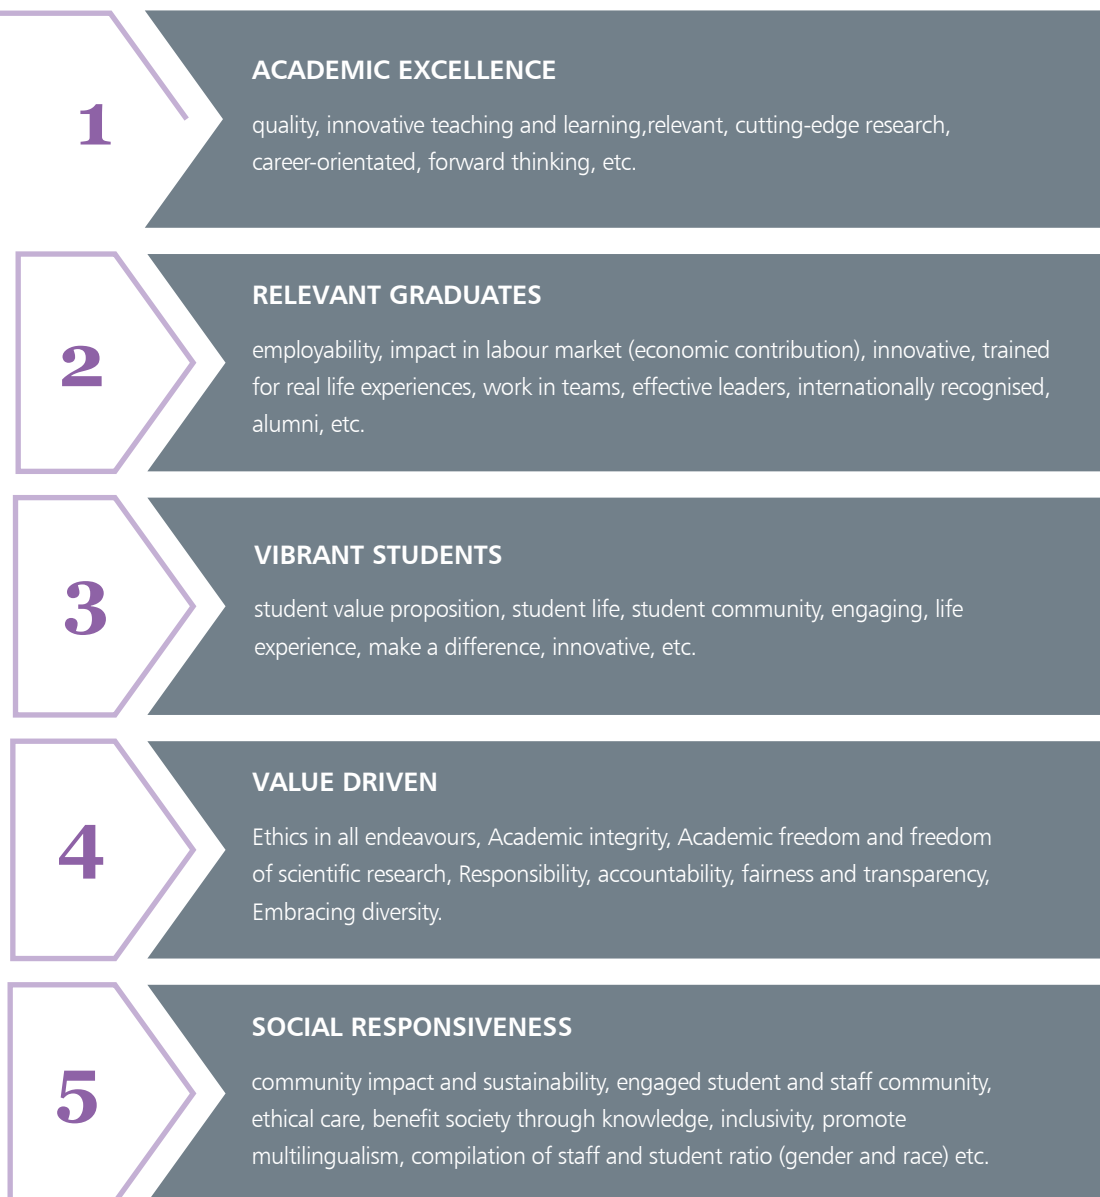 1
ACADEMIC EXCELLENCE
quality, innovative teaching and learning,relevant, cutting-edge research,
career-orientated, forward thinking, etc.
2
RELEVANT GRADUATES
employability, impact in labour market (economic contribution), innovative, trained
for real life experiences, work in teams, effective leaders, internationally recognised,
alumni, etc.
3
VIBRANT STUDENTS
student value proposition, student life, student community, engaging, life
experience, make a difference, innovative, etc.
4
VALUE DRIVEN
Ethics in all endeavours, Academic integrity, Academic freedom and freedom
of scientific research, Responsibility, accountability, fairness and transparency,
Embracing diversity.
5
SOCIAL RESPONSIVENESS
community impact and sustainability, engaged student and staff community,
ethical care, benefit society through knowledge, inclusivity, promote
multilingualism, compilation of staff and student ratio (gender and race) etc.